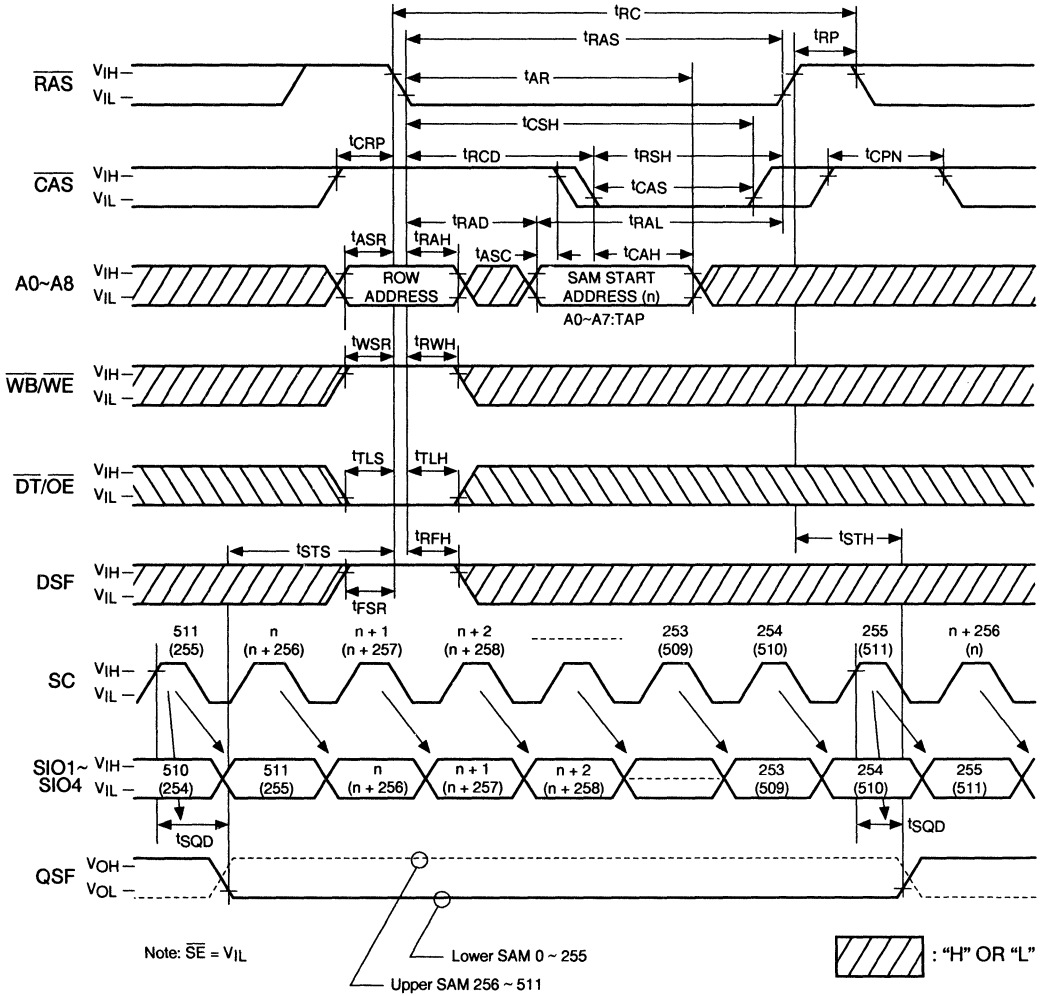 tRC
tRAS
tRP
RAS
VIH
VIL
tAR
tCSH
tCRP
tRCD
tRSH
tCPN
CAS
VIH
VIL
tCAS
tRAD
tRAL
tASR
tRAH
tASC
tCAH
A0~A8
VIH
VIL
ROW
ADDRESS
SAM START
ADDRESS (n)
A0~A7:TAP
tWSR
tRWH
WB/WE
VIH
VIL
tTLS
tTLH
DT/OE
VIH
VIL
tSTS
tRFH
tSTH
DSF
VIH
VIL
tFSR
511
(255)
n
(n + 256)
n + 1
(n + 257)
n + 2
(n + 258)
253
(509)
254
(510)
255
(511)
n + 256
(n)
SC
VIH
VIL
SIO1~
SIO4
VIH
VIL
510
(254)
511
(255)
n
(n + 256)
n + 1
(n + 257)
n + 2
(n + 258)
253
(509)
254
(510)
255
(511)
tSQD
tSQD
QSF
VOH
VOL
Note: SE = VIL
Lower SAM 0 ~ 255
Upper SAM 256 ~ 511
: “H” OR “L”